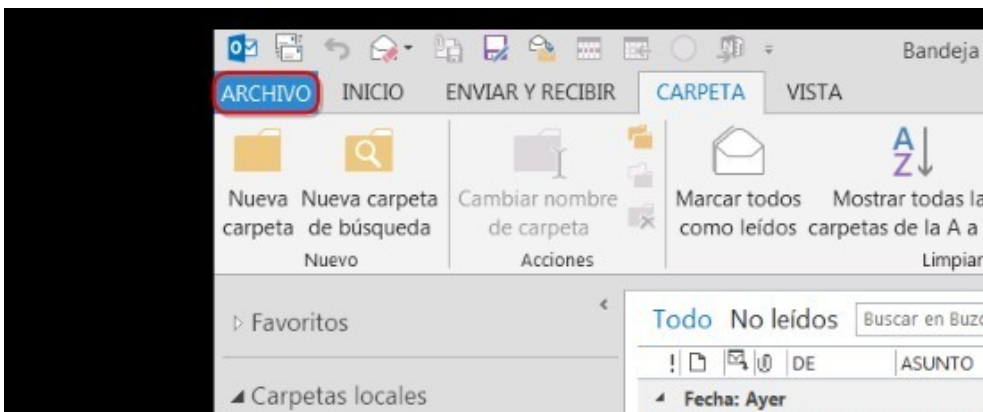 Bandeja
ARCHIVO INICIO ENVIAR Y RECIBIR CARPETA VISTA
Nueva carpeta
Nueva carpeta de búsqueda
Cambiar nombre de carpeta
Marcar todos como leídos
Mostrar todas la
carpetas de la A a
Nuevo Acciones Limpiar
Favoritos
Todo No leídos Buscar en Buzo
DE ASUNTO
Carpetas locales
Fecha: Ayer